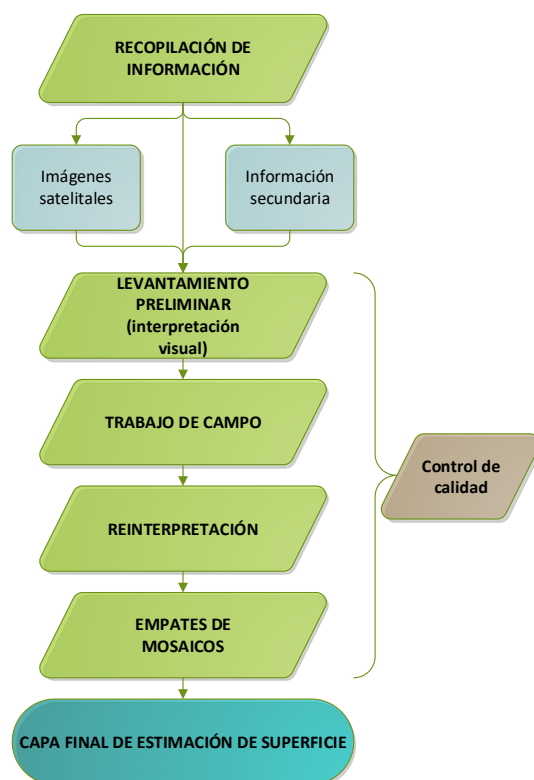 RECOPILACIÓN DE
INFORMACIÓN
Imágenes
satelitales
Información
secundaria
LEVANTAMIENTO
PRELIMINAR
(interpretación
visual)
TRABAJO DE CAMPO
Control de
calidad
REINTERPRETACIÓN
EMPATES DE
MOSAICOS
CAPA FINAL DE ESTIMACIÓN DE SUPERFICIE